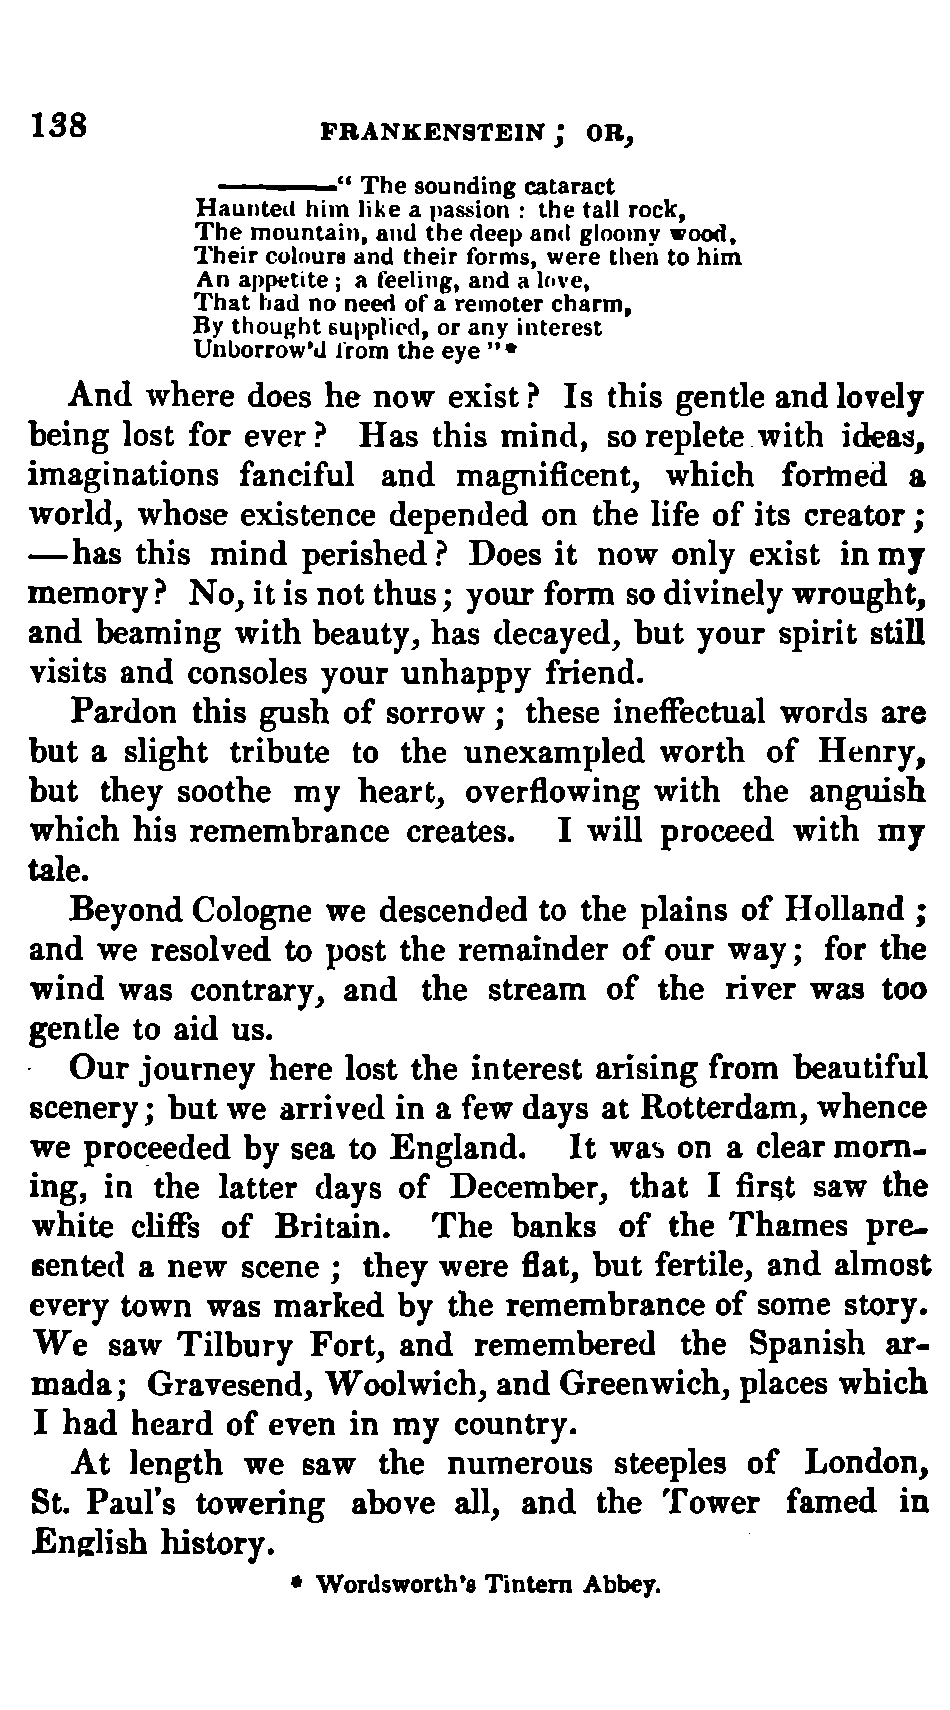 138 FRANKENSTEIN; OR,
————“ The sounding cataract
Haunted him like a passion : the tall rock,
The mountain, and the deep and gloomy wood,
Their colours and their forms, were then to him
An appetite ; a feeling, and a love,
That had no need of a remoter charm,
By thought supplied, or any interest
Unborrow'd from the eye ”*
And where does he now exist ? Is this gentle and lovely
being lost for ever ? Has this mind, so replete with ideas,
imaginations fanciful and magnificent, which formed a
world, whose existence depended on the life of its creator ;
—has this mind perished ? Does it now only exist in my
memory ? No, it is not thus ; your form so divinely wrought,
and beaming with beauty, has decayed, but your spirit still
visits and consoles your unhappy friend.
Pardon this gush of sorrow ; these ineffectual words are
but a slight tribute to the unexampled worth of Henry,
but they soothe my heart, overflowing with the anguish
which his remembrance creates. I will proceed with my
tale.
Beyond Cologne we descended to the plains of Holland ;
and we resolved to post the remainder of our way ; for the
wind was contrary, and the stream of the river was too
gentle to aid us.
Our journey here lost the interest arising from beautiful
scenery ; but we arrived in a few days at Rotterdam, whence
we proceeded by sea to England. It was on a clear morn-
ing, in the latter days of December, that I first saw the
white cliffs of Britain. The banks of the Thames pre-
sented a new scene ; they were flat, but fertile, and almost
every town was marked by the remembrance of some story.
We saw Tilbury Fort, and remembered the Spanish ar-
mada ; Gravesend, Woolwich, and Greenwich, places which
I had heard of even in my country.
At length we saw the numerous steeples of London,
St. Paul's towering above all, and the Tower famed in
English history.
* Wordsworth's Tintern Abbey.